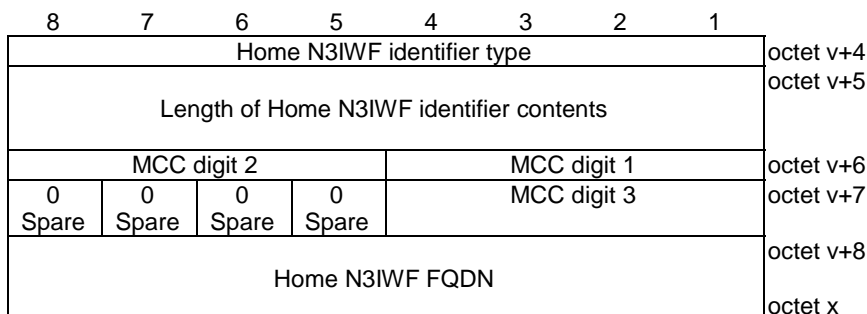 8 7 6 5 4 3 2 1
Home N3IWF identifier type octet v+4
octet v+5
Length of Home N3IWF identifier contents
MCC digit 2 MCC digit 1 octet v+6
0 0 0 0 MCC digit 3 octet v+7
Spare Spare Spare Spare
octet v+8
Home N3IWF FQDN
octet x